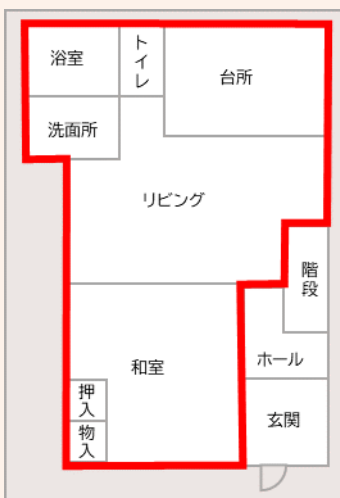 浴室
トイレ
台所
洗面所
リビング
階段
和室
ホール
押入
玄関
物入